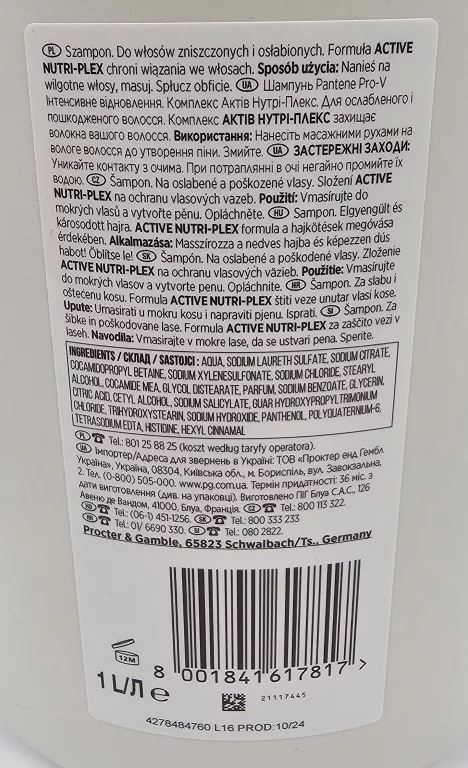 PL Szampon. Do włosów zniszczonych i osłabionych. Formuła ACTIVE
NUTRI-PLEX chroni wiązania we włosach. Sposób użycia: Nanieś na
wilgotne włosy, masuj. Spłucz obficie. UA Шампунь Pantene Pro-V
Інтенсивне відновлення. Комплекс Актів Нутрі-Плекс. Для ослабленого і
пошкодженого волосся. Комплекс АКТІВ НУТРІ-ПЛЕКС захищає
волокна вашого волосся. Використання: Нанесіть масажними рухами на
вологе волосся до утворення піни. Змийте. UA ЗАСТЕРЕЖНІ ЗАХОДИ:
Уникайте контакту з очима. При потраплянні в очі негайно промийте їх
водою. CZ Šampon. Na oslabené a poškozené vlasy. Složení ACTIVE
NUTRI-PLEX na ochranu vlasových vazeb. Použití: Vmasírujte do
mokrých vlasů a vytvořte pěnu. Opláchněte. HU Sampon. Elgyengült és
károsodott hajra. ACTIVE NUTRI-PLEX formula a hajkötések megóvása
érdekében. Alkalmazása: Masszírozza a nedves hajba és képezzen dús
habot! Öblítse le! SK Šampón. Na oslabené a poškodené vlasy. Zloženie
ACTIVE NUTRI-PLEX na ochranu vlasových väzieb. Použitie: Vmasírujte
do mokrých vlasov a vytvorte penu. Opláchnite. HR Šampon. Za slabu i
oštećenu kosu. Formula ACTIVE NUTRI-PLEX štiti veze unutar vlasi kose.
Upute: Umasirati u mokru kosu i napraviti pjenu. Isprati. SI Šampon. Za
šibke in poškodovane lase. Formula ACTIVE NUTRI-PLEX za zaščito vezi v
laseh. Navodila: Vmasirajte v mokre lase, da se ustvari pena. Sperite.
INGREDIENTS / СКЛАД / SASTOJCI : AQUA, SODIUM LAURETH SULFATE, SODIUM CITRATE,
COCAMIDOPROPYL BETAINE, SODIUM XYLENESULFONATE, SODIUM CHLORIDE, STEARYL
ALCOHOL, COCAMIDE MEA, GLYCOL DISTEARATE, PARFUM, SODIUM BENZOATE, GLYCERIN,
CITRIC ACID, CETYL ALCOHOL, SODIUM SALICYLATE, GUAR HYDROXYPROPYLTRIMONIUM
CHLORIDE, TRIHYDROXYSTEARIN, SODIUM HYDROXIDE, PANTHENOL, POLYQUATERNIUM-6,
TETRASODIUM EDTA, HISTIDINE, HEXYL CINNAMAL
PL ☎ Tel.: 801 25 88 25 (koszt według taryfy operatora).
UA Імпортер/Адреса для звернень в Україні: ТОВ «Проктер енд Гембл
Україна», Україна, 08304, Київська обл., м. Бориспіль, вул. Завокзальна,
2. Тел. (0-800) 505-000. www.pg.com.ua. Термін придатності: 36 міс. з
дати виготовлення (див. на упаковці). Виготовлено ПіГ Блуа С.А.С., 126
Авеню де Вандом, 41000, Блуа, Франція. CZ ☎ Tel.: 800 113 322.
HU ☎ Tel.: (06-1) 451-1256. SK ☎ Tel.: 800 333 233
HR ☎ Tel.: 01/ 6690 330. SI ☎ Tel.: 080 2822.
Procter & Gamble, 65823 Schwalbach/Ts., Germany
12M
8 001841 617817 >
1 L/Л e
21117445
4278484760 L16 PROD:10/24